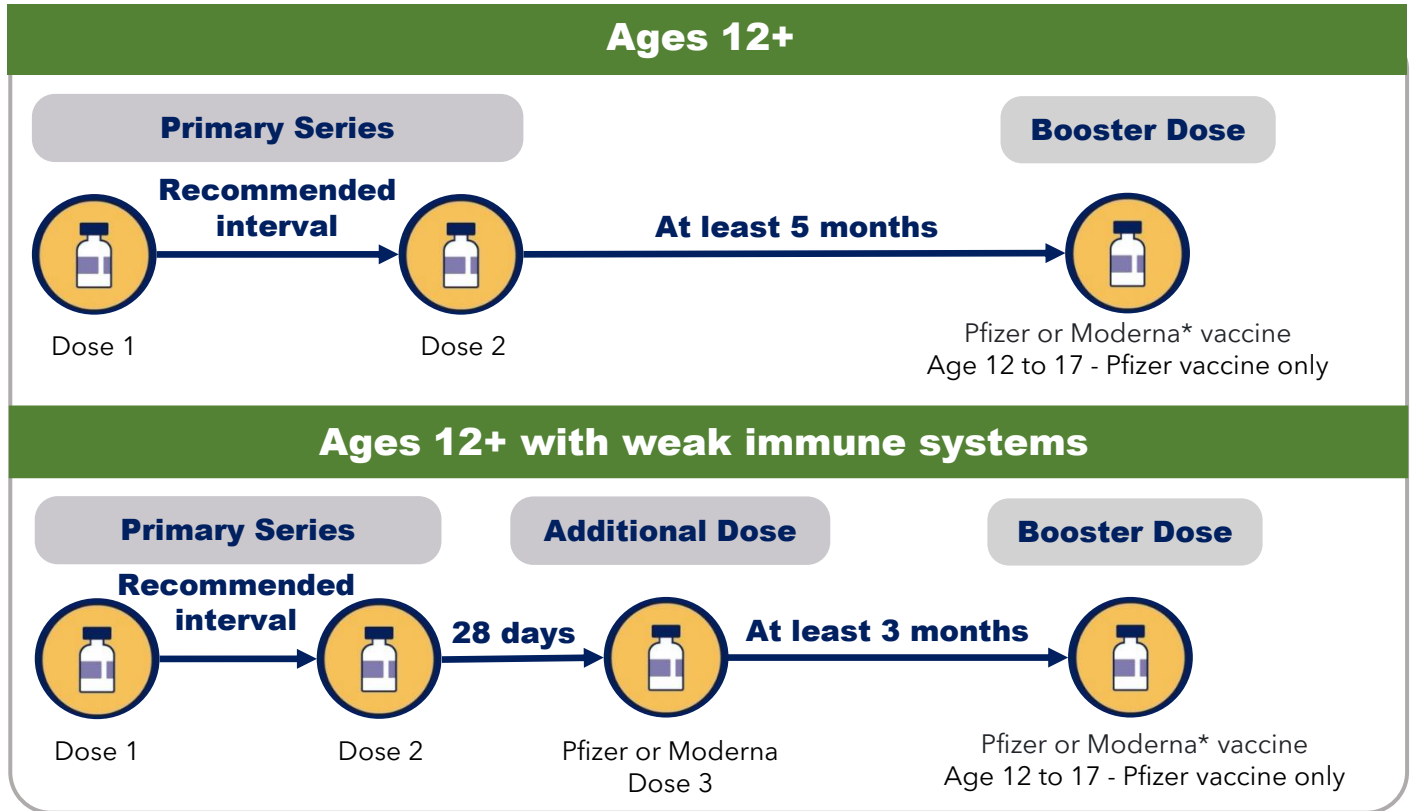 Ages 12+
Primary Series
Booster Dose
Recommended
interval
At least 5 months
Dose 1
Dose 2
Pfizer or Moderna* vaccine
Age 12 to 17 - Pfizer vaccine only
Ages 12+ with weak immune systems
Primary Series
Additional Dose
Booster Dose
Recommended
interval
28 days
At least 3 months
Dose 1
Dose 2
Pfizer or Moderna
Dose 3
Pfizer or Moderna* vaccine
Age 12 to 17 - Pfizer vaccine only